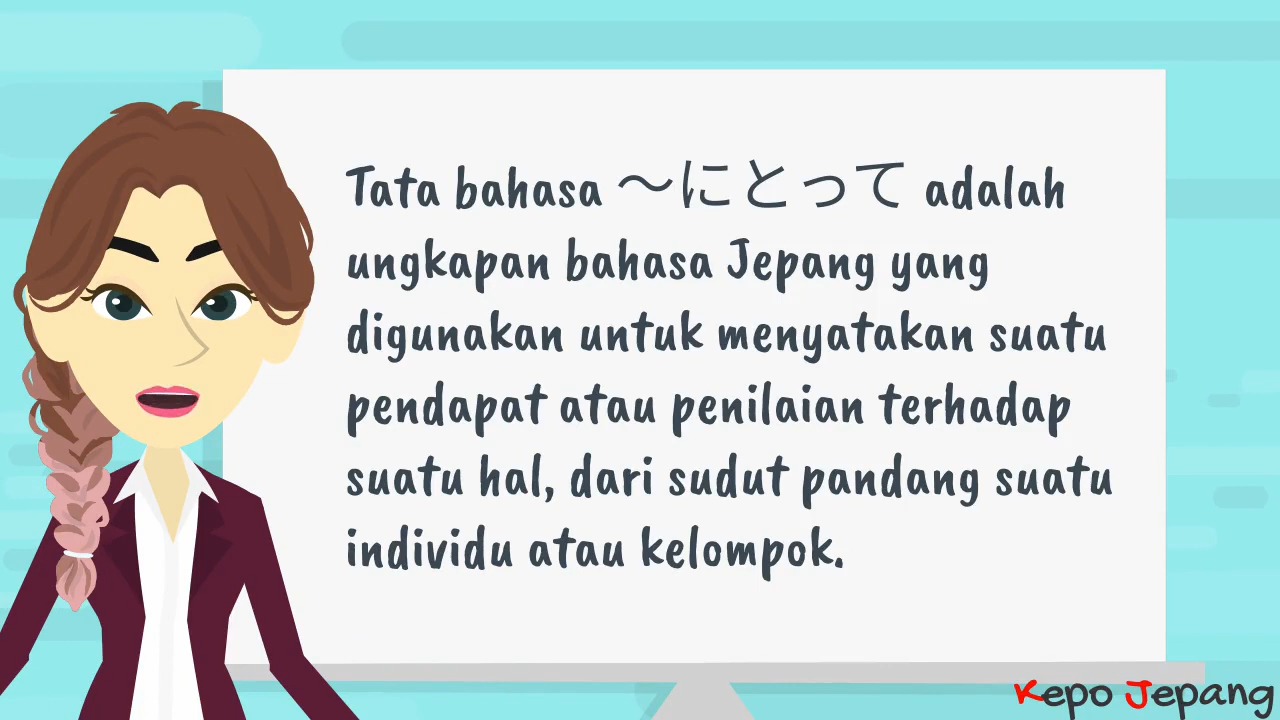 Tata bahasa ～にとって adalah
ungkapan bahasa Jepang yang
digunakan untuk menyatakan suatu
pendapat atau penilaian terhadap
suatu hal, dari sudut pandang suatu
individu atau kelompok.
Kepo Jepang